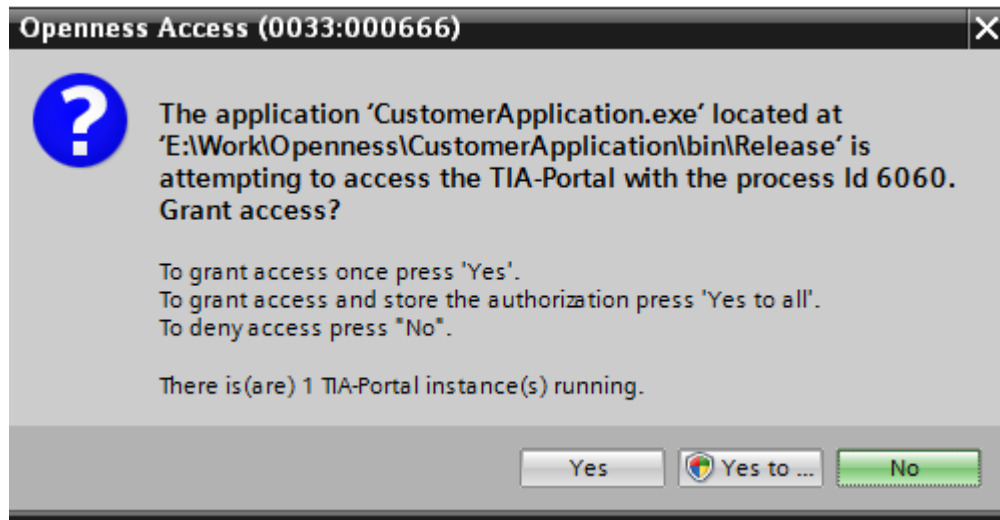 Openness Access (0033:000666)
The application ‘CustomerApplication.exe’ located at
‘E:\Work\Openness\CustomerApplication\bin\Release’ is
attempting to access the TIA-Portal with the process Id 6060.
Grant access?
To grant access once press 'Yes'.
To grant access and store the authorization press 'Yes to all'.
To deny access press "No".
There is(are) 1 TIA-Portal instance(s) running.
Yes Yes to ... No